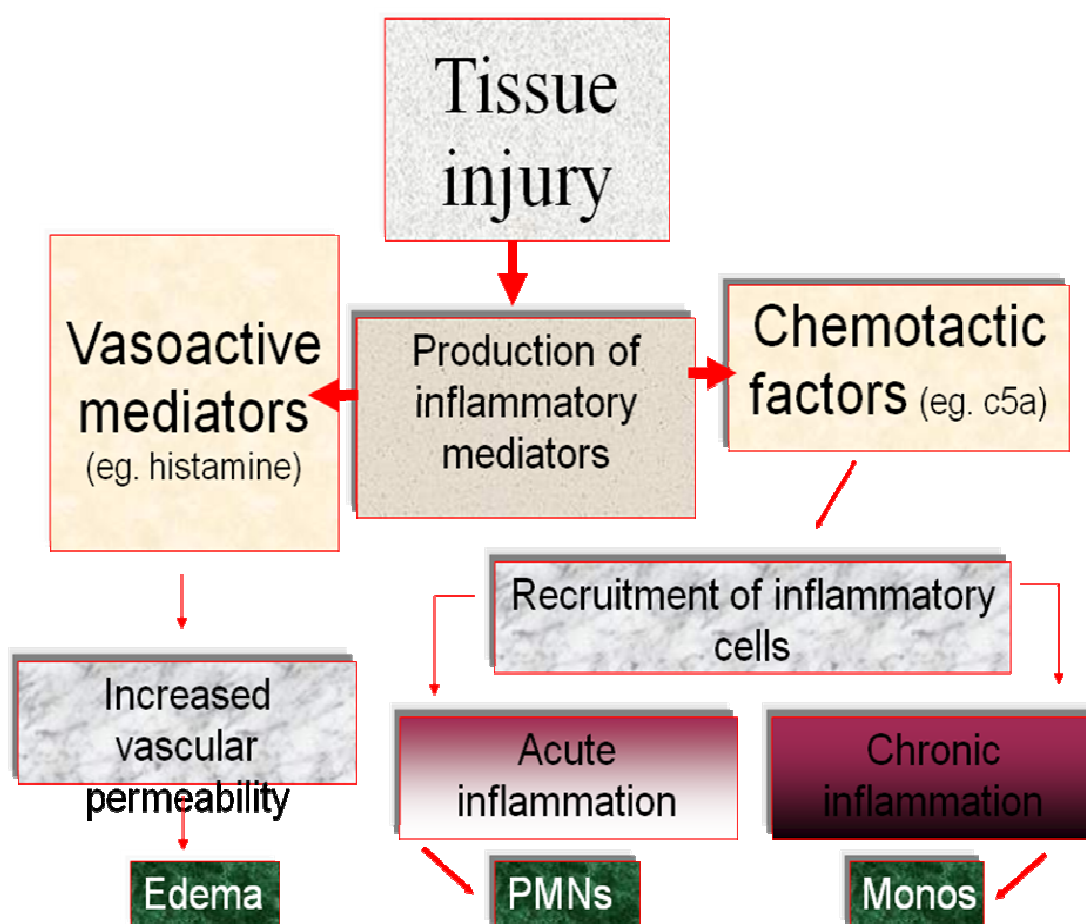 Tissue
injury
Vasoactive
mediators
(eg. histamine)
Production of
inflammatory
mediators
Chemotactic
factors (eg. c5a)
Recruitment of inflammatory
cells
Increased
vascular
permeability
Acute
inflammation
Chronic
inflammation
Edema
PMNs
Monos